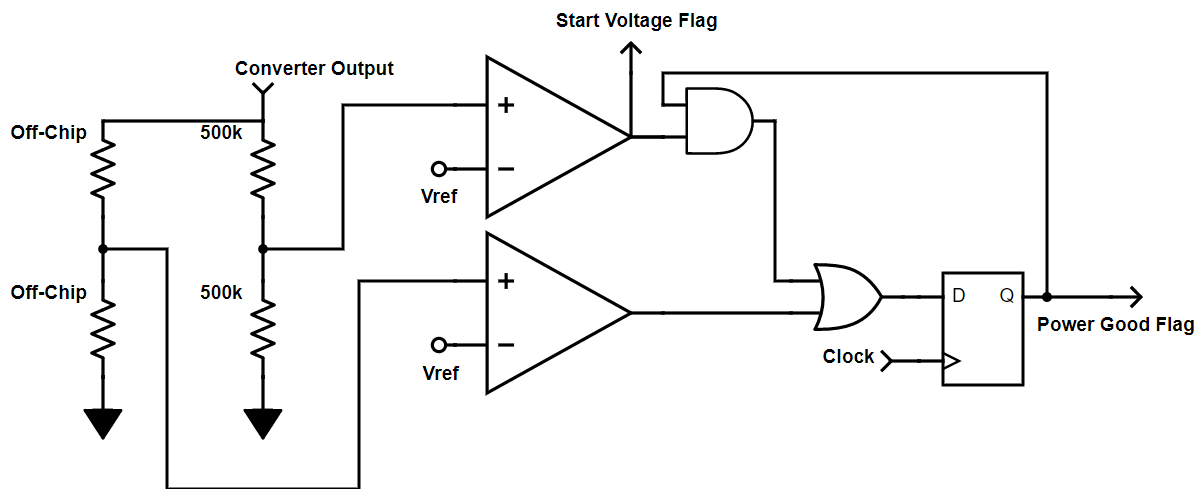 Start Voltage Flag
Converter Output
Off-Chip
500k
+
−
Vref
+
−
Vref
Off-Chip
500k
D
Q
Power Good Flag
Clock